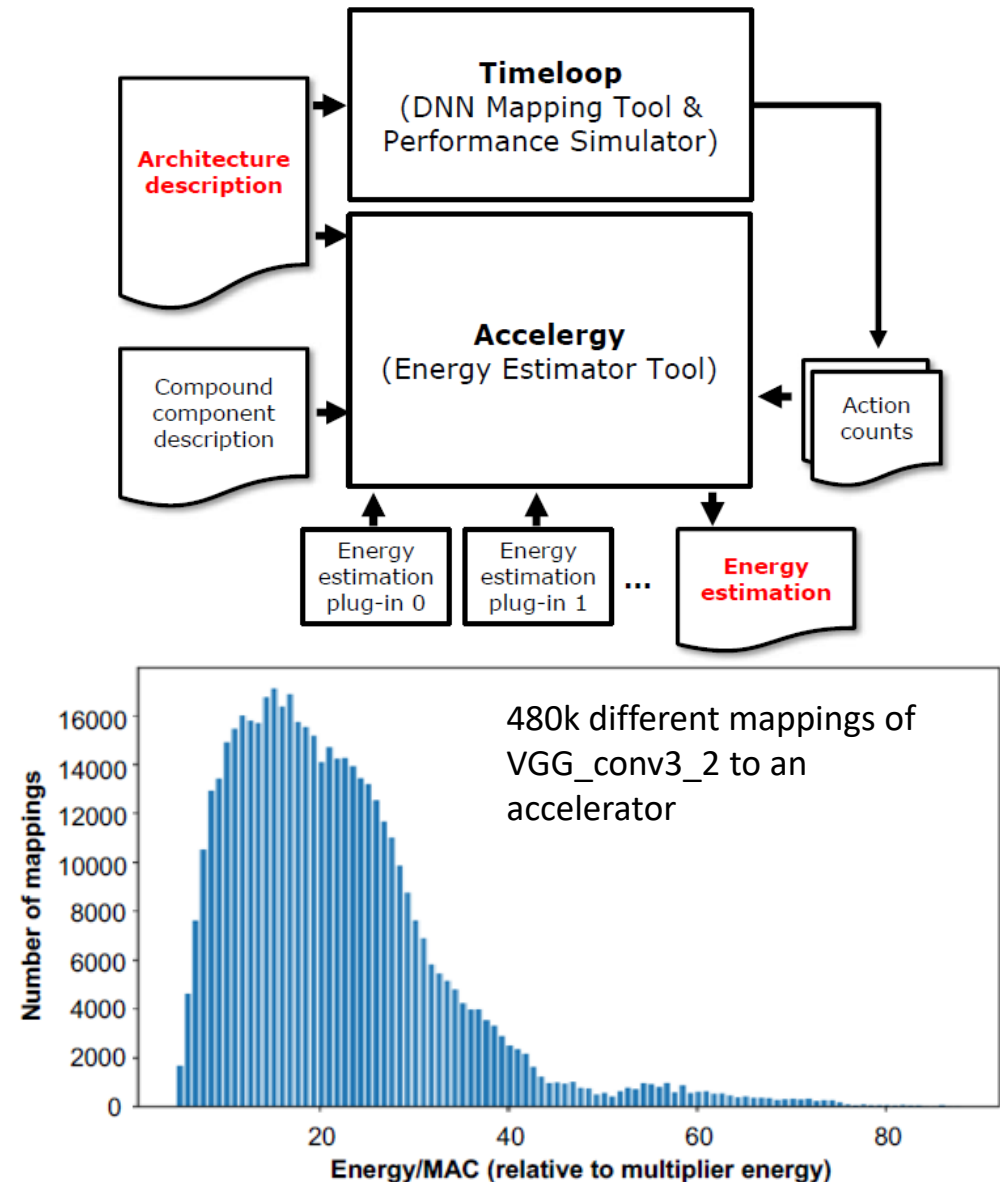 Timeloop
(DNN Mapping Tool &
Performance Simulator)
Architecture
description
Accelergy
(Energy Estimator Tool)
Compound
component
description
Action
counts
Energy
estimation
plug-in 0
Energy
estimation
plug-in 1
...
Energy
estimation
480k different mappings of
VGG_conv3_2 to an
accelerator
Number of mappings
16000
14000
12000
10000
8000
6000
4000
2000
0
20
40
60
80
Energy/MAC (relative to multiplier energy)